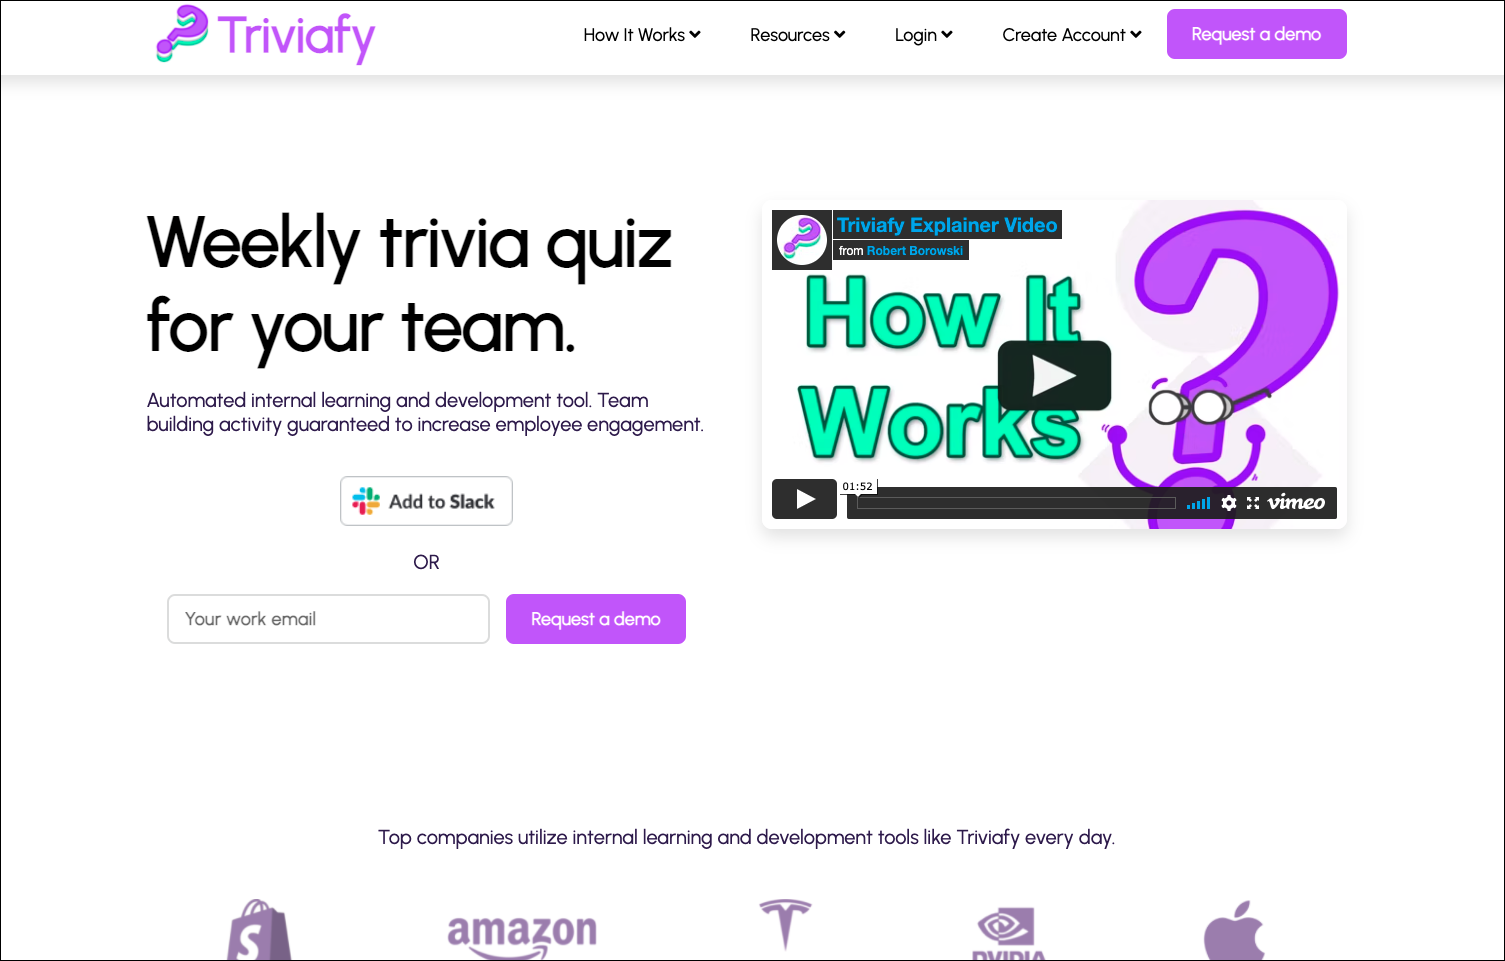 Triviafy
How It Works
Resources
Login
Create Account
Request a demo
Weekly trivia quiz
for your team.
Automated internal learning and development tool. Team
building activity guaranteed to increase employee engagement.
Add to Slack
OR
Your work email
Request a demo
Triviafy Explainer Video
from Robert Borowski
How It
Works
01:52
vimeo
Top companies utilize internal learning and development tools like Triviafy every day.
S
amazon
NVIDIA